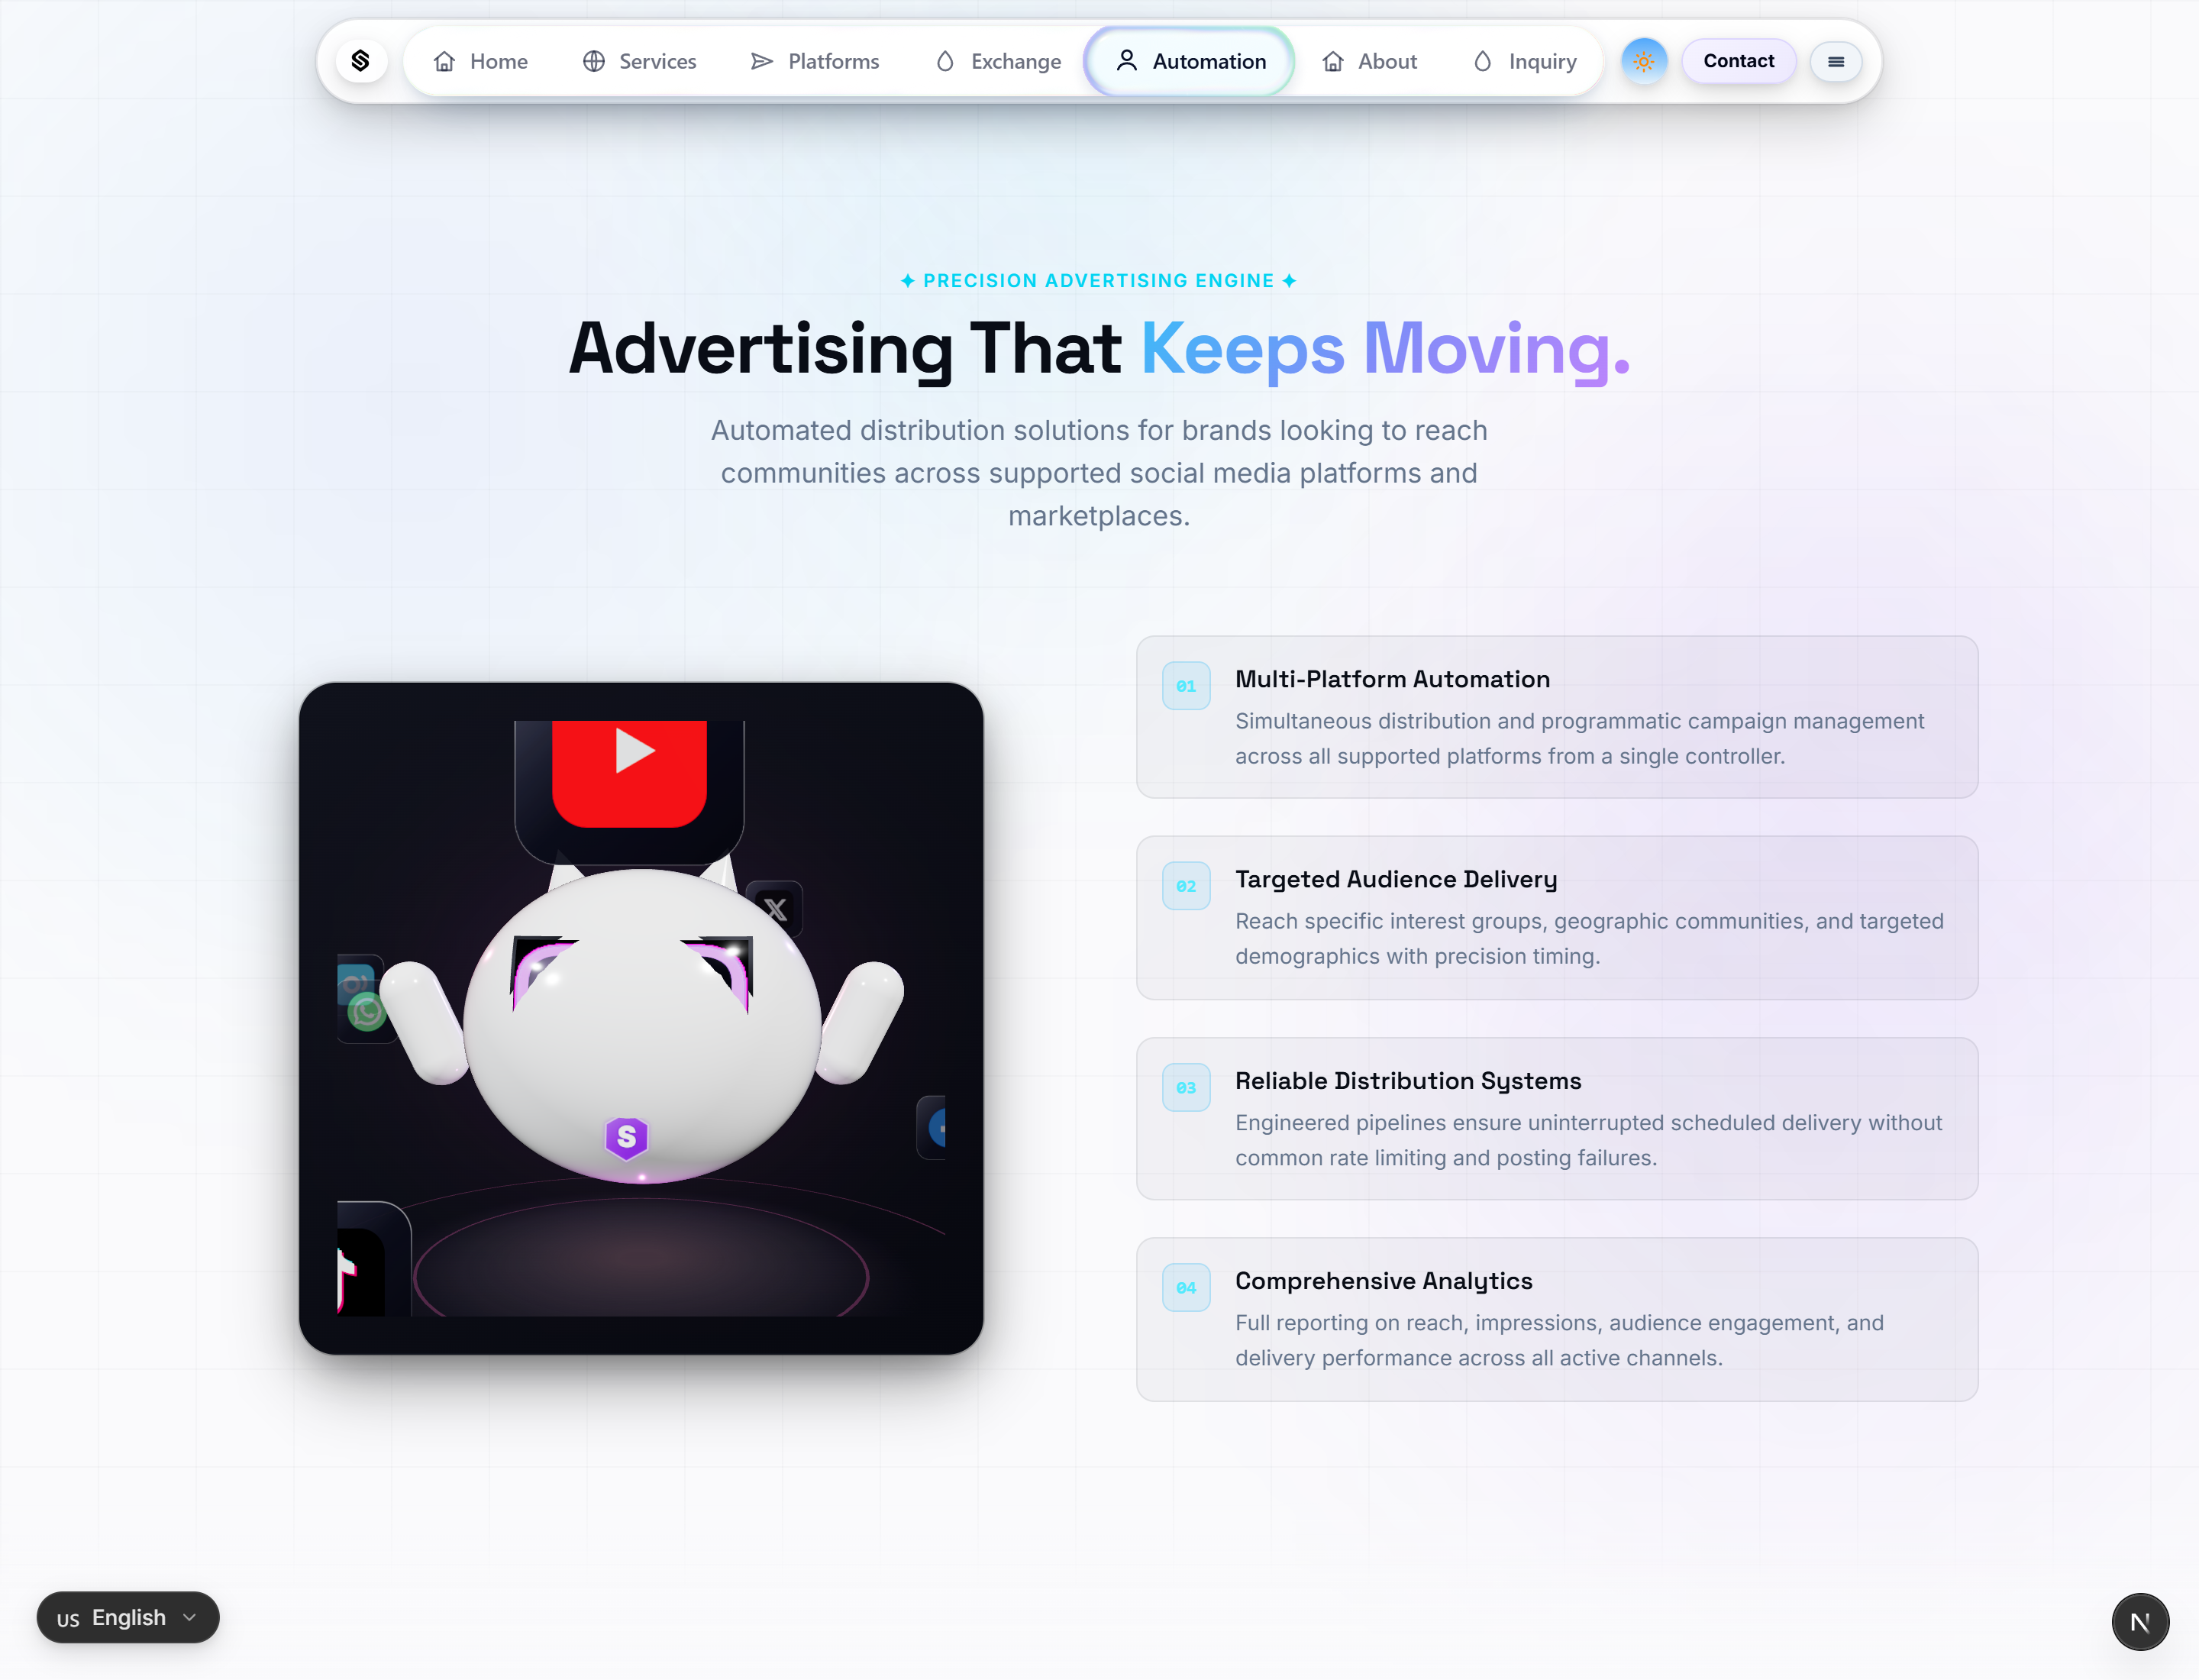 Home
Services
Platforms
Exchange
Automation
About
Inquiry
Contact
✦ PRECISION ADVERTISING ENGINE ✦
Advertising That Keeps Moving.
Automated distribution solutions for brands looking to reach
communities across supported social media platforms and
marketplaces.
X
S
01
Multi-Platform Automation
Simultaneous distribution and programmatic campaign management
across all supported platforms from a single controller.
02
Targeted Audience Delivery
Reach specific interest groups, geographic communities, and targeted
demographics with precision timing.
03
Reliable Distribution Systems
Engineered pipelines ensure uninterrupted scheduled delivery without
common rate limiting and posting failures.
04
Comprehensive Analytics
Full reporting on reach, impressions, audience engagement, and
delivery performance across all active channels.
US English
N